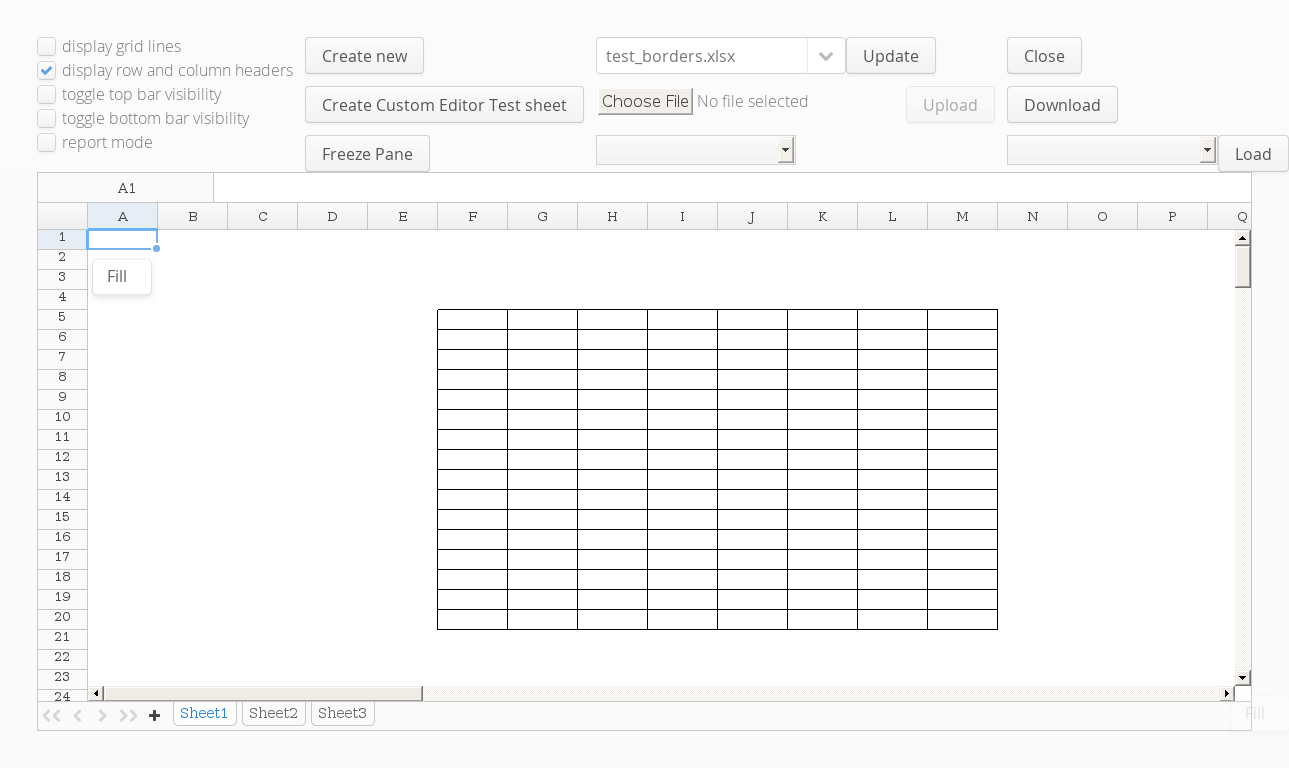 display grid lines
display row and column headers
toggle top bar visibility
toggle bottom bar visibility
report mode
Create new
Create Custom Editor Test sheet
Freeze Pane
test_borders.xlsx
Update
Choose File No file selected
Upload
Close
Download
Load
A1
A B C D E F G H I J K L M N O P Q
1
2
3
4
5
6
7
8
9
10
11
12
13
14
15
16
17
18
19
20
21
22
23
24
Fill
Sheet1 Sheet2 Sheet3
Fill